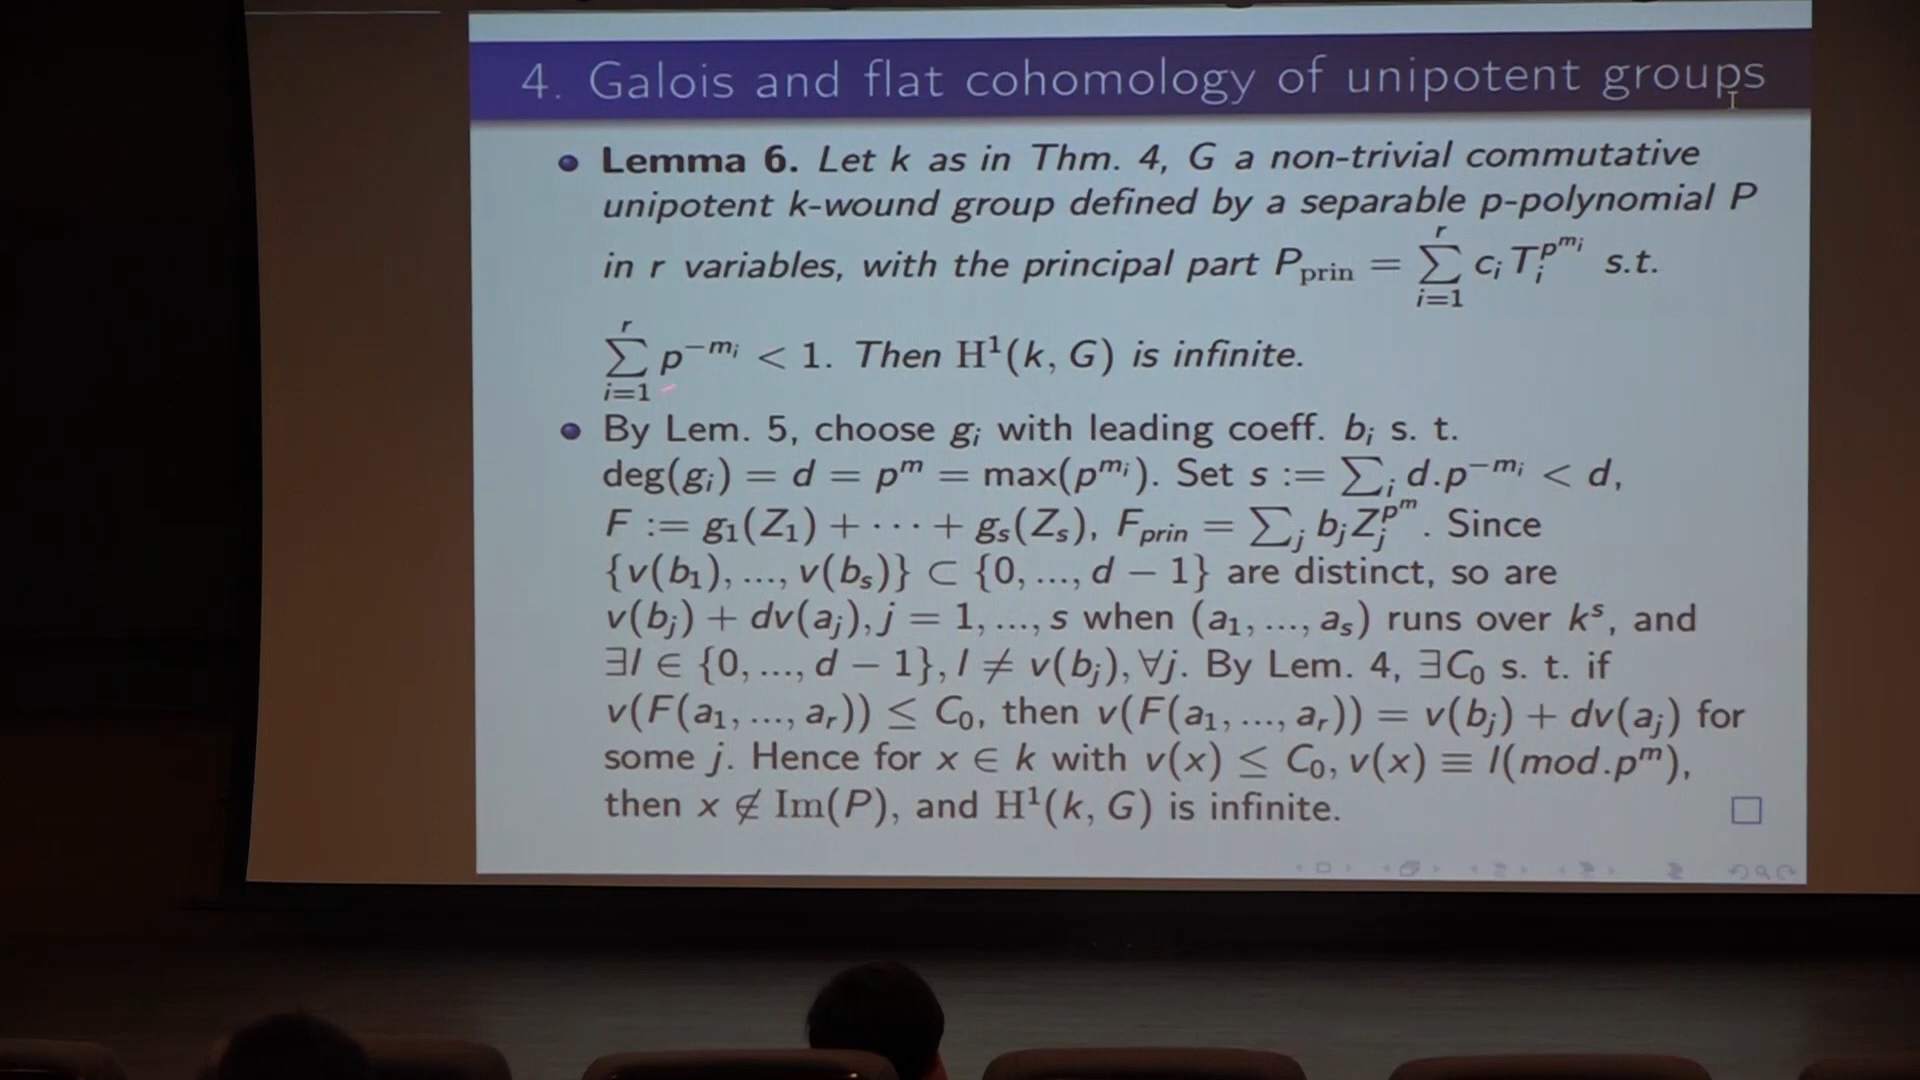 4. Galois and flat cohomology of unipotent groups
Lemma 6. Let k as in Thm. 4, G a non-trivial commutative
unipotent k-wound group defined by a separable p-polynomial P
in r variables, with the principal part P_prin = ∑_{i=1}^{r} c_i T_i^{p^{m_i}} s.t.
∑_{i=1}^{r} p^{-m_i} < 1. Then H¹(k, G) is infinite.
By Lem. 5, choose g_i with leading coeff. b_i s. t.
deg(g_i) = d = p^m = max(p^{m_i}). Set s := ∑_i d.p^{-m_i} < d,
F := g_1(Z_1) + · · · + g_s(Z_s), F_prin = ∑_j b_j Z_j^{p^m}. Since
{v(b_1), ..., v(b_s)} ⊂ {0, ..., d − 1} are distinct, so are
v(b_j) + dv(a_j), j = 1, ..., s when (a_1, ..., a_s) runs over k^s, and
∃l ∈ {0, ..., d − 1}, l ≠ v(b_j), ∀j. By Lem. 4, ∃C_0 s. t. if
v(F(a_1, ..., a_r)) ≤ C_0, then v(F(a_1, ..., a_r)) = v(b_j) + dv(a_j) for
some j. Hence for x ∈ k with v(x) ≤ C_0, v(x) ≡ l(mod.p^m),
then x ∉ Im(P), and H¹(k, G) is infinite. □